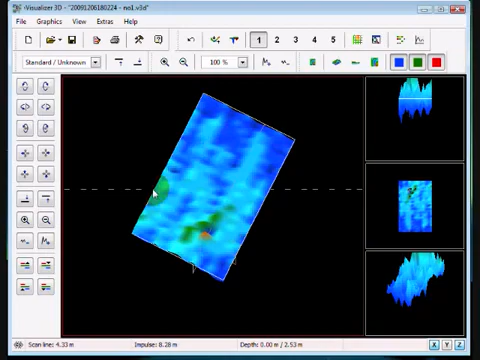 Visualizer 3D - "20091206180224 - no1.v3d"
File Graphics View Tools Extras Help
1 2 3 4 5
Standard / Unknown 100 %
Scan line: 4.33 m Impulse: 8.28 m Depth: 0.00 m / 2.53 m X Y Z